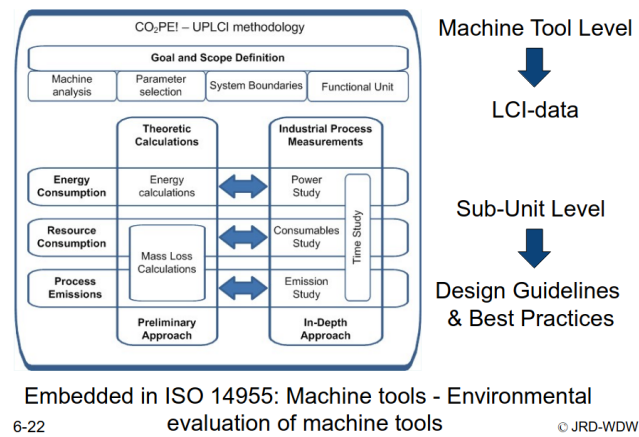 CO₂PE! - UPLCI methodology
Goal and Scope Definition
Machine
analysis
Parameter
selection
System Boundaries
Functional Unit
Theoretic
Calculations
Industrial Process
Measurements
Energy
Consumption
Energy
calculations
Power
Study
Resource
Consumption
Mass Loss
Calculations
Consumables
Study
Time Study
Process
Emissions
Emission
Study
Preliminary
Approach
In-Depth
Approach
Machine Tool Level
LCI-data
Sub-Unit Level
Design Guidelines
& Best Practices
Embedded in ISO 14955: Machine tools - Environmental
evaluation of machine tools
6-22
© JRD-WDW